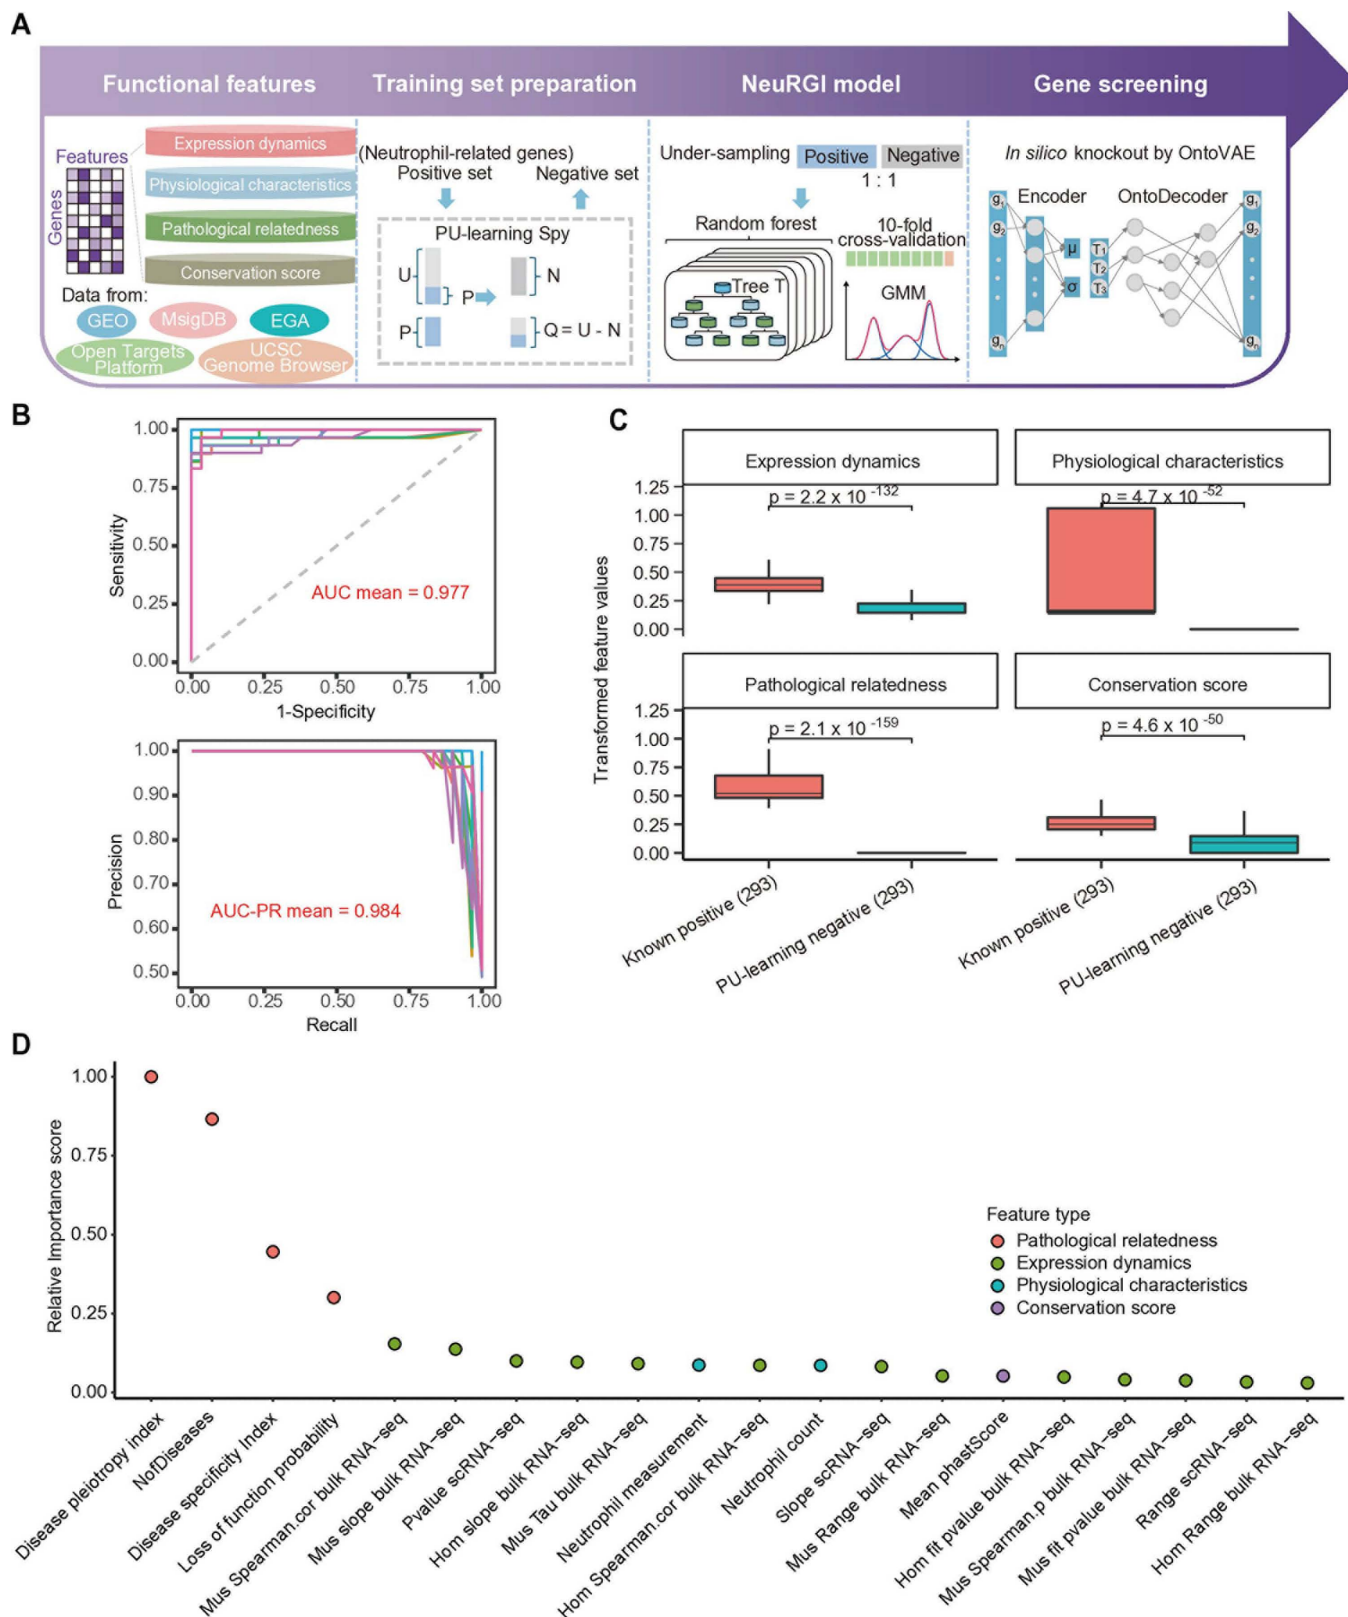 A
Functional features
Training set preparation
NeuRGI model
Gene screening
Features
Genes
Expression dynamics
Physiological characteristics
Pathological relatedness
Conservation score
Data from:
GEO
MsigDB
EGA
Open Targets
Platform
UCSC
Genome Browser
(Neutrophil-related genes)
Positive set
Negative set
PU-learning Spy
U
P
N
P
Q = U - N
Under-sampling
Positive
Negative
1 : 1
Random forest
10-fold
cross-validation
Tree T
GMM
In silico knockout by OntoVAE
Encoder
OntoDecoder
g1
g2
gn
μ
σ
T1
T2
T3
g1
g2
gn
B
Sensitivity
1.00
0.75
0.50
0.25
0.00
AUC mean = 0.977
0.00 0.25 0.50 0.75 1.00
1-Specificity
Precision
1.00
0.90
0.80
0.70
0.60
0.50
AUC-PR mean = 0.984
0.00 0.25 0.50 0.75 1.00
Recall
C
Transformed feature values
Expression dynamics
Physiological characteristics
1.25
1.00
0.75
0.50
0.25
0.00
p = 2.2 x 10 -132
p = 4.7 x 10 -52
Pathological relatedness
Conservation score
1.25
1.00
0.75
0.50
0.25
0.00
p = 2.1 x 10 -159
p = 4.6 x 10 -50
Known positive (293)
PU-learning negative (293)
Known positive (293)
PU-learning negative (293)
D
Relative Importance score
1.00
0.75
0.50
0.25
0.00
Feature type
Pathological relatedness
Expression dynamics
Physiological characteristics
Conservation score
Disease pleiotropy index
NofDiseases
Disease specificity Index
Loss of function probability
Mus Spearman.cor bulk RNA−seq
Mus slope bulk RNA−seq
Pvalue scRNA−seq
Hom slope bulk RNA−seq
Mus Tau bulk RNA−seq
Neutrophil measurement
Hom Spearman.cor bulk RNA−seq
Neutrophil count
Slope scRNA−seq
Mus Range bulk RNA−seq
Mean phastScore
Hom fit pvalue bulk RNA−seq
Mus Spearman.p bulk RNA−seq
Mus fit pvalue bulk RNA−seq
Range scRNA−seq
Hom Range bulk RNA−seq